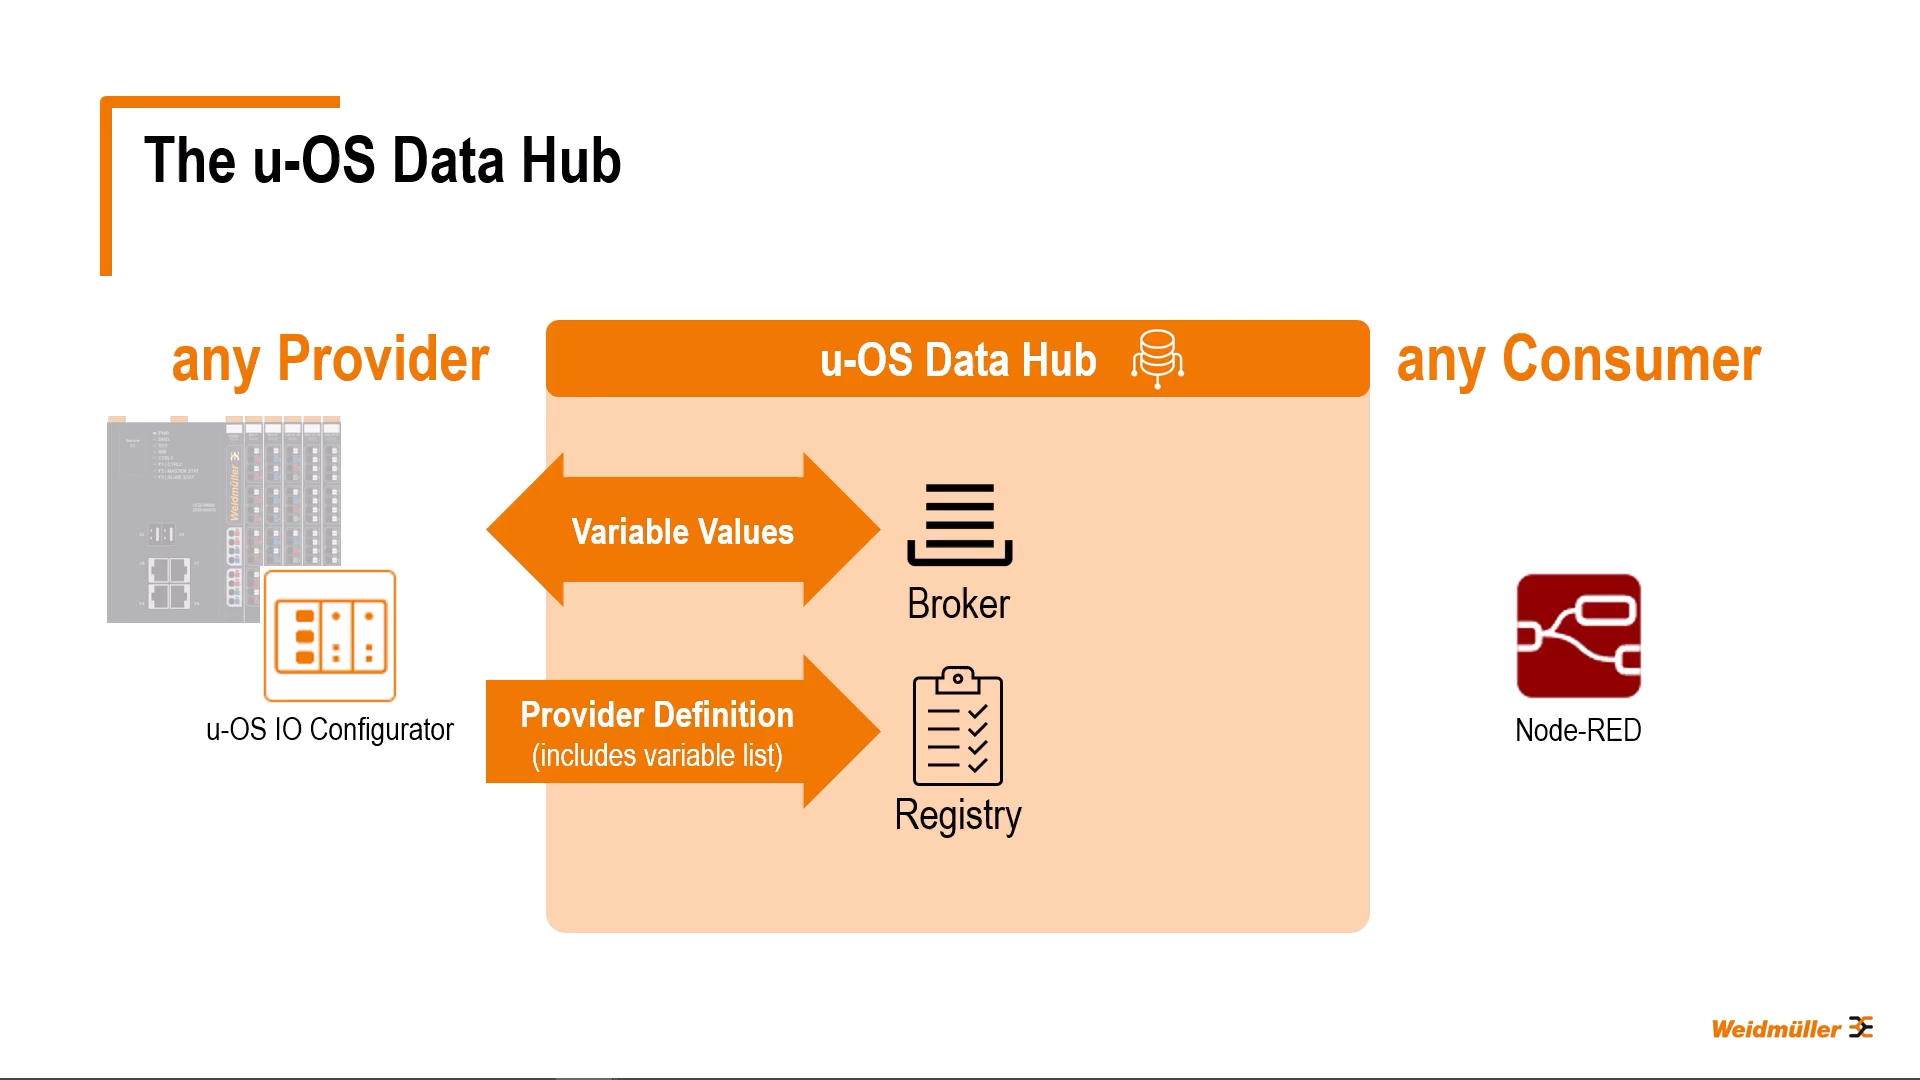 The u-OS Data Hub
any Provider
u-OS Data Hub
any Consumer
Weidmüller
Variable Values
Broker
u-OS IO Configurator
Provider Definition
(includes variable list)
Registry
Node-RED
Weidmüller